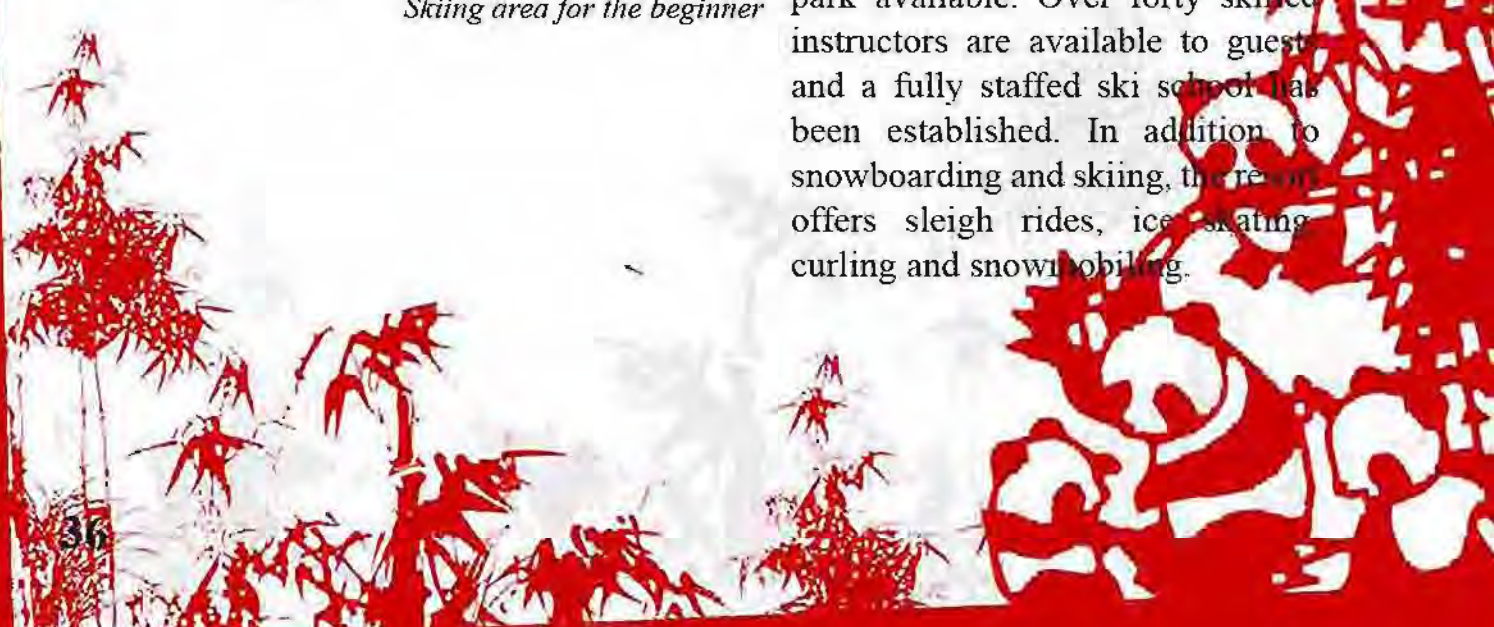 Skiing area for the beginner
park available. Over forty skilled
instructors are available to guests
and a fully staffed ski school has
been established. In addition to
snowboarding and skiing, the resort
offers sleigh rides, ice skating,
curling and snowmobiling.
36